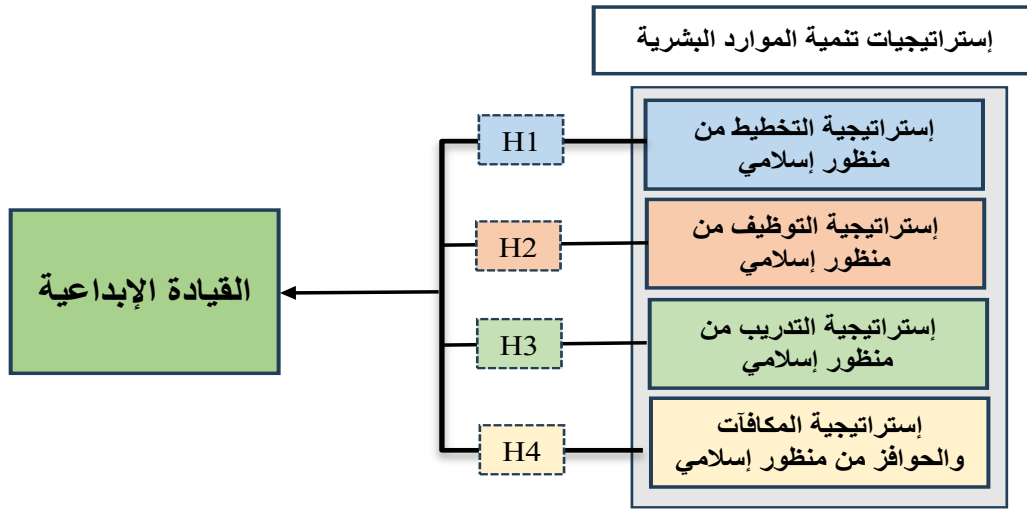 إستراتيجيات تنمية الموارد البشرية
إستراتيجية التخطيط من
منظور إسلامي
H1
إستراتيجية التوظيف من
منظور إسلامي
H2
إستراتيجية التدريب من
منظور إسلامي
H3
إستراتيجية المكافآت
والحوافز من منظور إسلامي
H4
القيادة الإبداعية